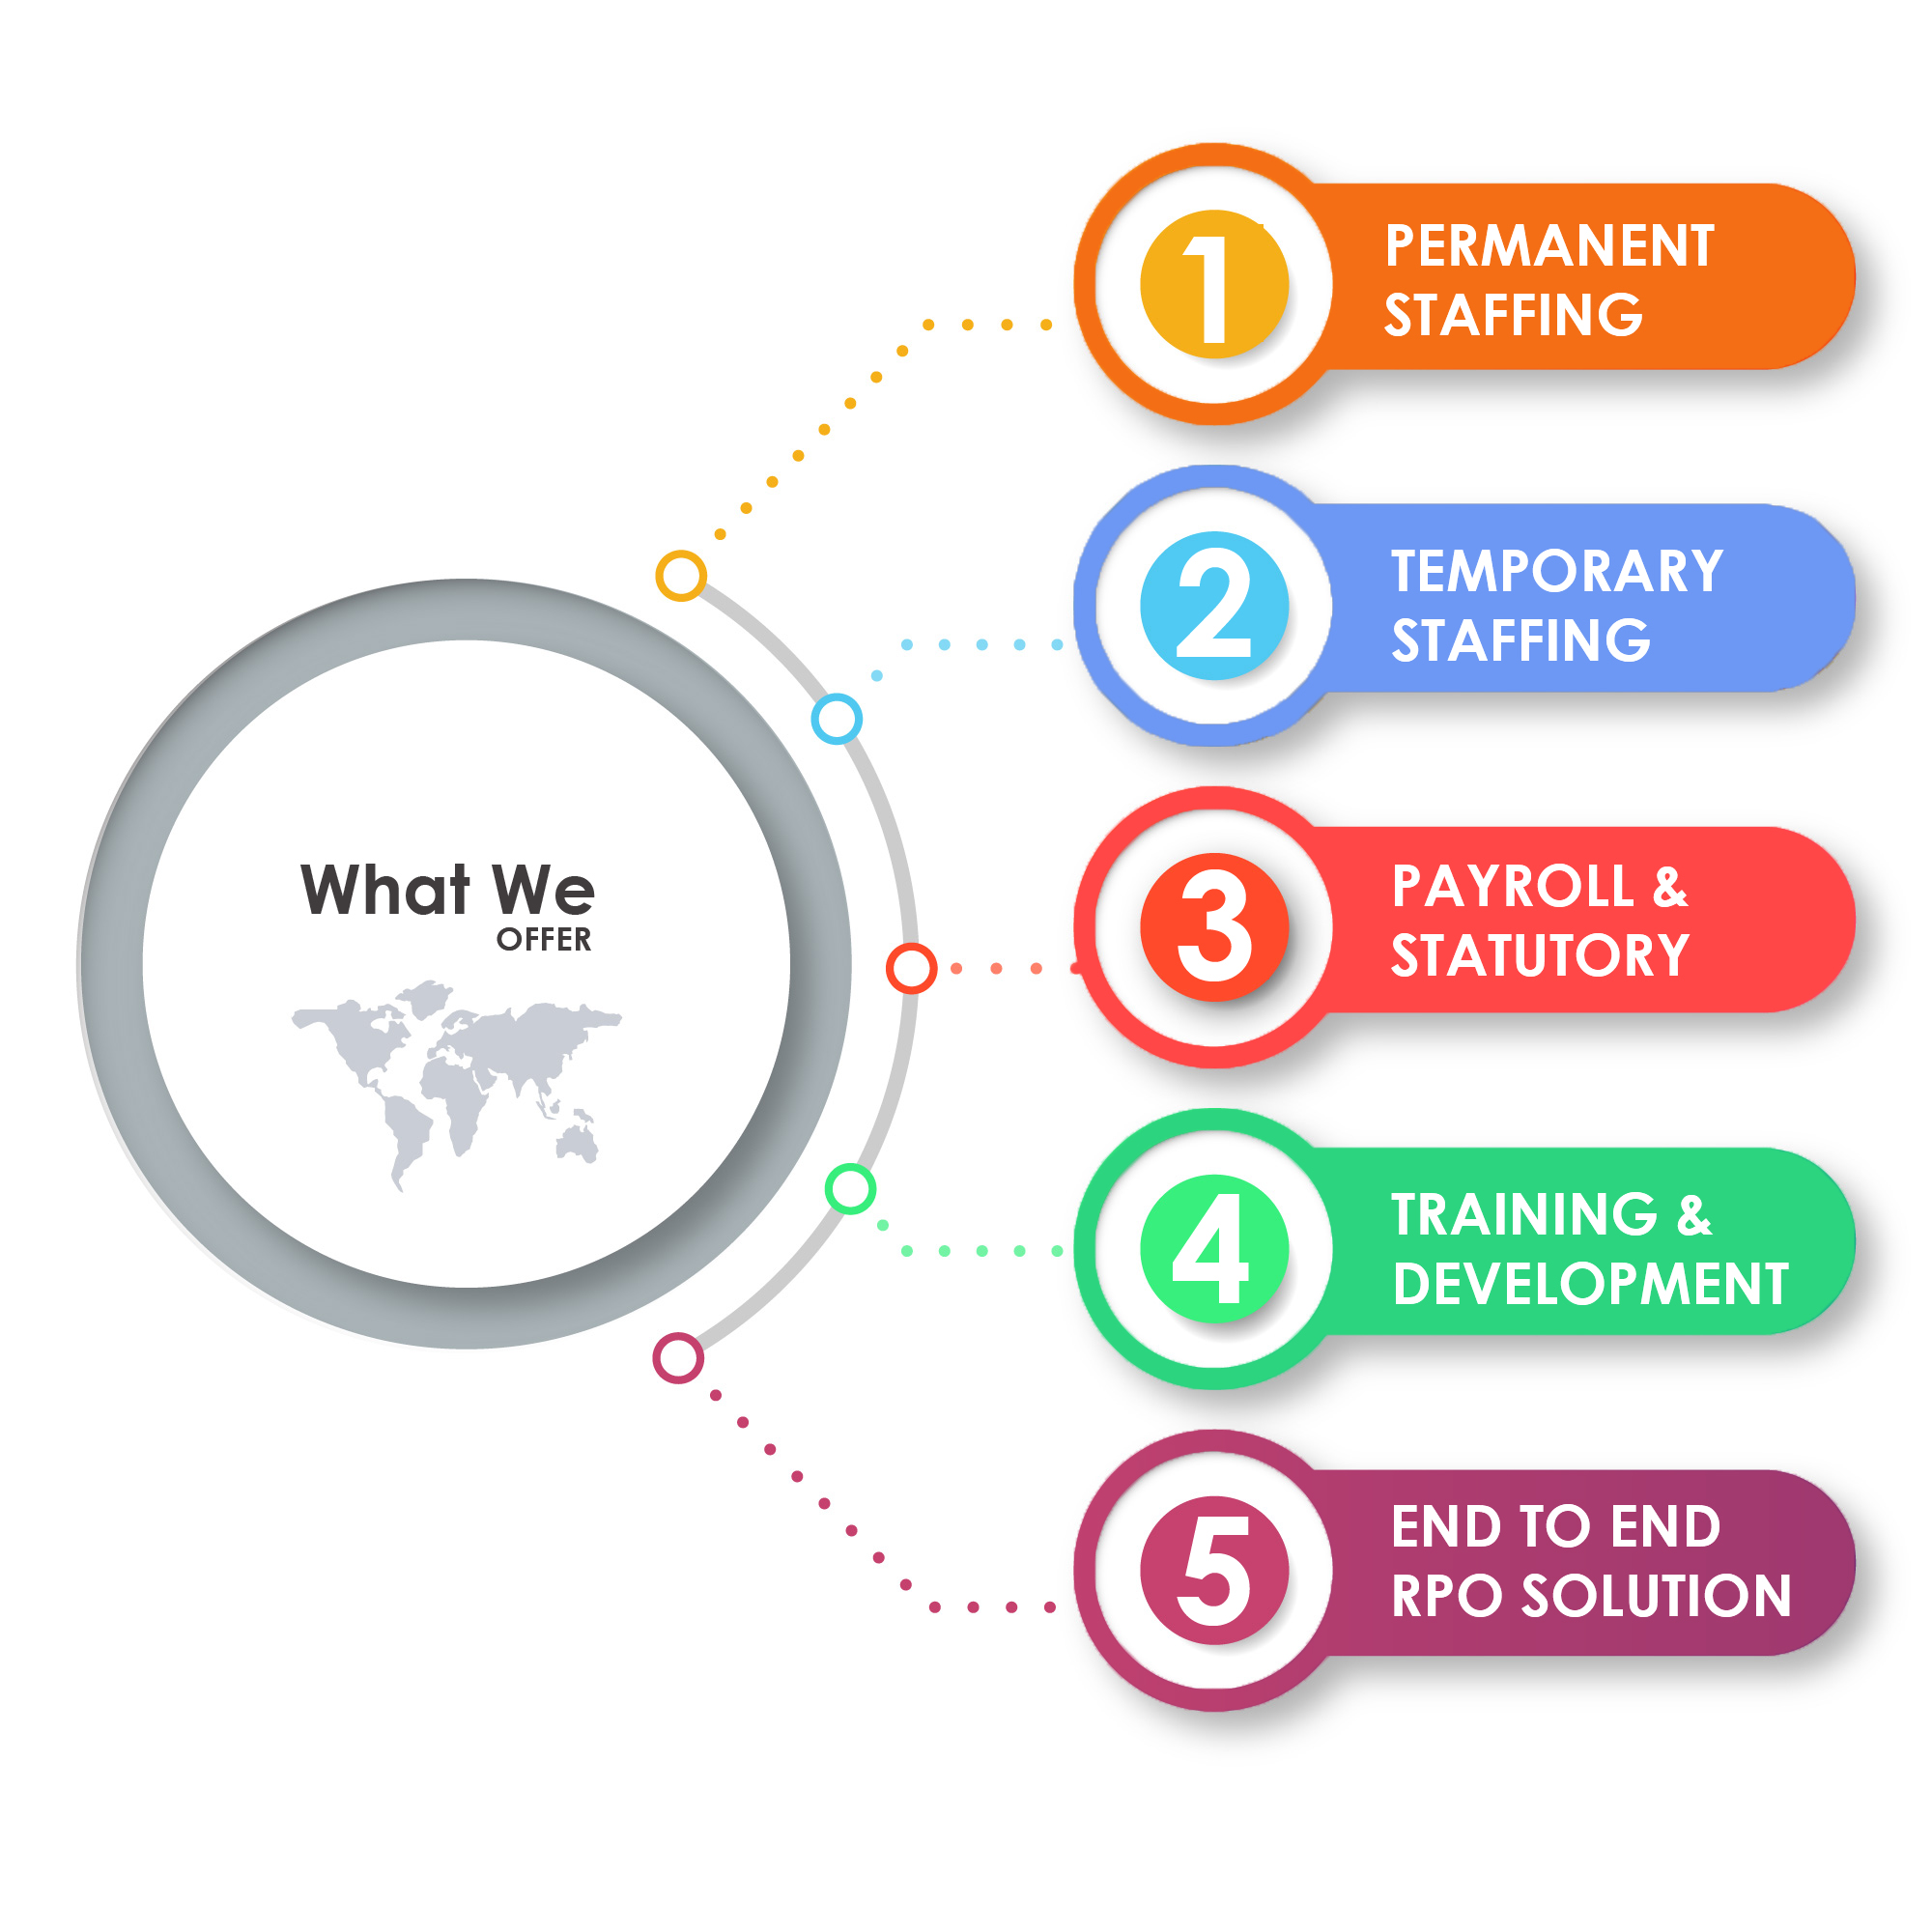 What We
OFFER
1
PERMANENT
STAFFING
2
TEMPORARY
STAFFING
3
PAYROLL &
STATUTORY
4
TRAINING &
DEVELOPMENT
5
END TO END
RPO SOLUTION